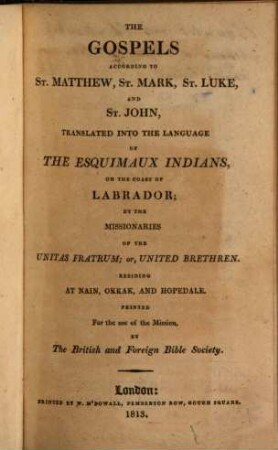 THE
GOSPELS
ACCORDING TO
ST. MATTHEW, ST. MARK, ST. LUKE,
AND
ST. JOHN,
TRANSLATED INTO THE LANGUAGE
OF
THE ESQUIMAUX INDIANS,
ON THE COAST OF
LABRADOR;
BY THE
MISSIONARIES
OF THE
UNITAS FRATRUM; or, UNITED BRETHREN.
RESIDING
AT NAIN, OKKAK, AND HOPEDALE.
PRINTED
For the use of the Mission,
BY
The British and Foreign Bible Society.
London:
PRINTED BY W. M'DOWALL, PEMBERTON ROW, GOUGH SQUARE.
1813.